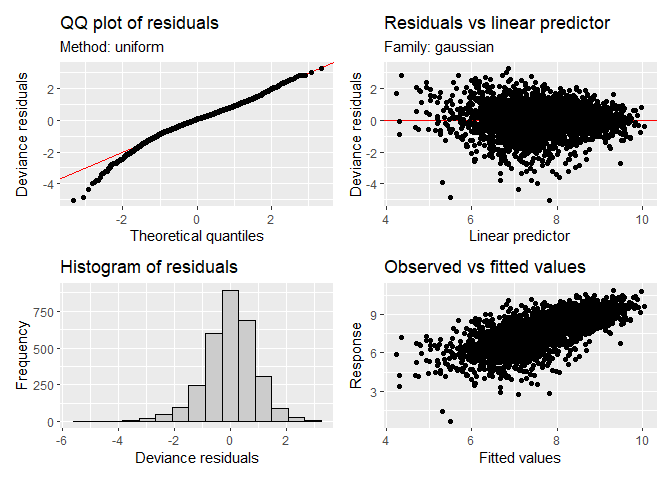 QQ plot of residuals
Method: uniform
Deviance residuals
2
0
-2
-4
-2
0
2
Theoretical quantiles
Residuals vs linear predictor
Family: gaussian
Deviance residuals
2
0
-2
-4
4
6
8
10
Linear predictor
Histogram of residuals
Frequency
750
500
250
0
-6
-4
-2
0
2
Deviance residuals
Observed vs fitted values
Response
9
6
3
4
6
8
10
Fitted values